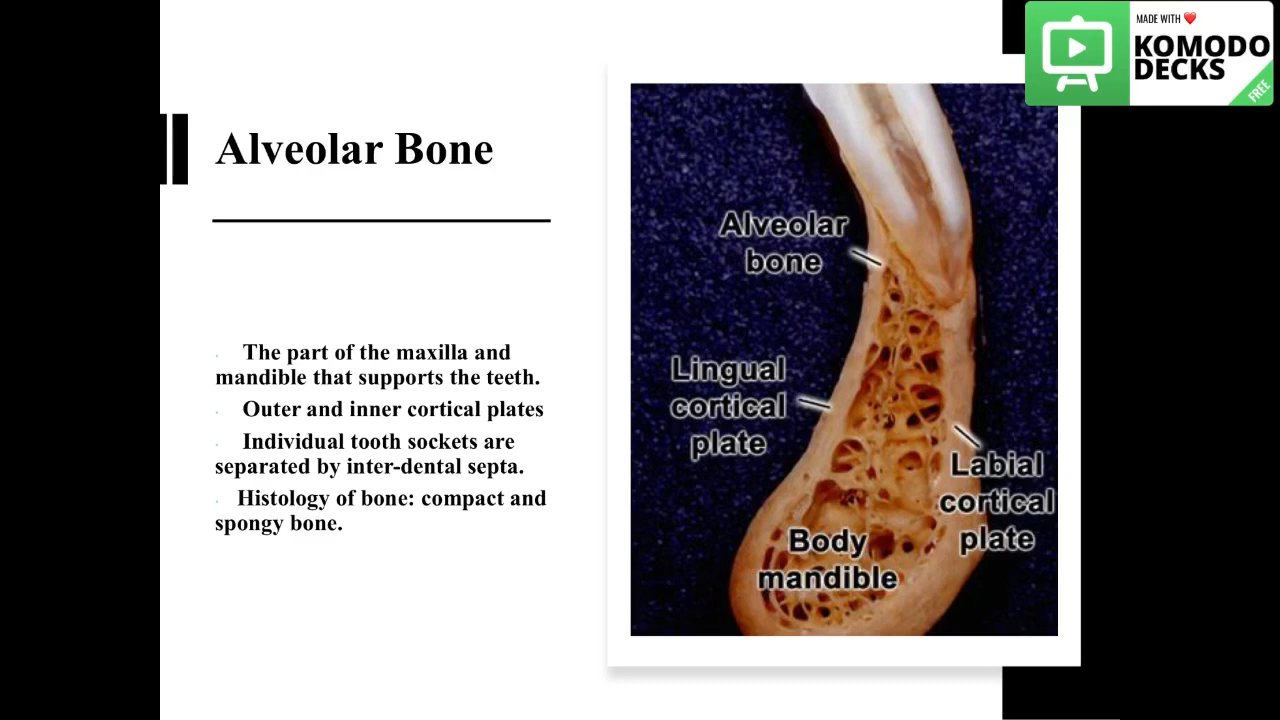 MADE WITH ❤️
KOMODO
DECKS
FREE
Alveolar Bone
The part of the maxilla and
mandible that supports the teeth.
Outer and inner cortical plates
Individual tooth sockets are
separated by inter-dental septa.
Histology of bone: compact and
spongy bone.
Alveolar
bone
Lingual
cortical
plate
Labial
cortical
plate
Body
mandible